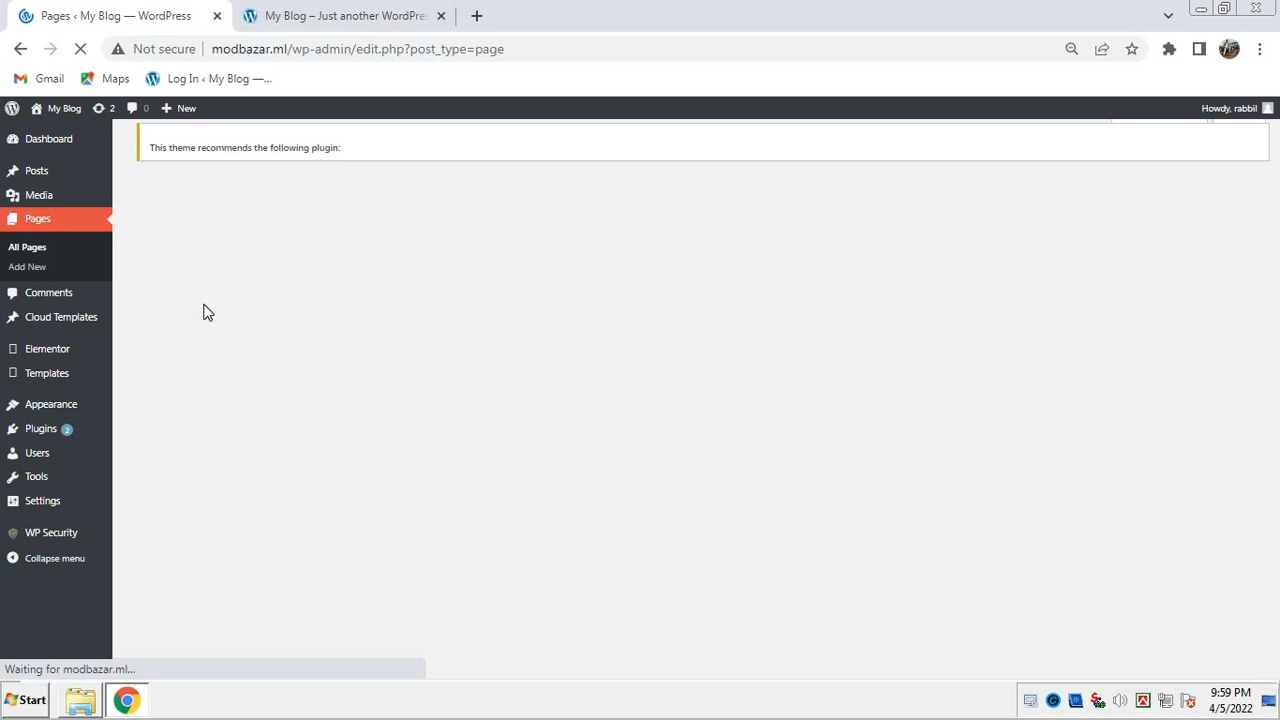 Pages ‹ My Blog — WordPress
My Blog – Just another WordPre
Not secure
modbazar.ml/wp-admin/edit.php?post_type=page
Gmail
Maps
Log In ‹ My Blog —...
My Blog
2
0
New
Howdy, rabbil
Dashboard
Posts
Media
Pages
All Pages
Add New
Comments
Cloud Templates
Elementor
Templates
Appearance
Plugins 2
Users
Tools
Settings
WP Security
Collapse menu
This theme recommends the following plugin:
Waiting for modbazar.ml...
Start
9:59 PM
4/5/2022